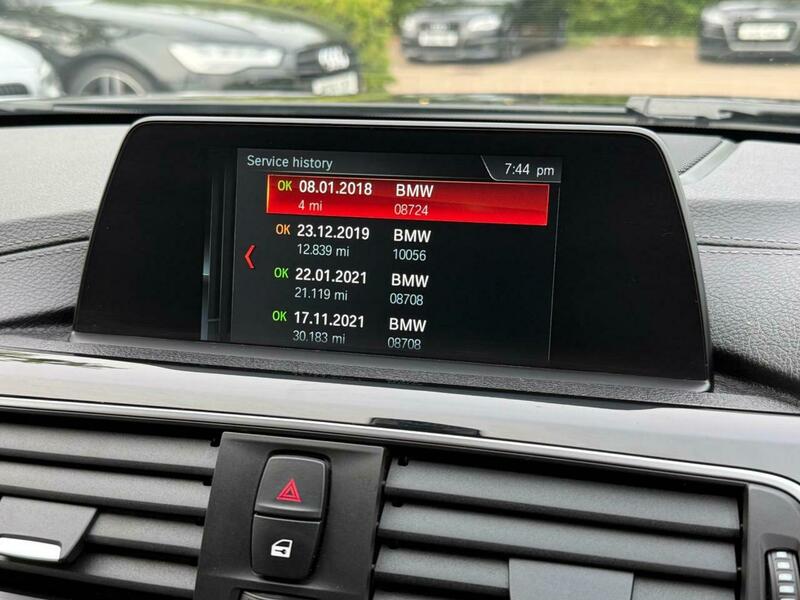 Service history 7:44 pm
OK 08.01.2018 BMW
4 mi 08724
OK 23.12.2019 BMW
12.839 mi 10056
OK 22.01.2021 BMW
21.119 mi 08708
OK 17.11.2021 BMW
30.183 mi 08708